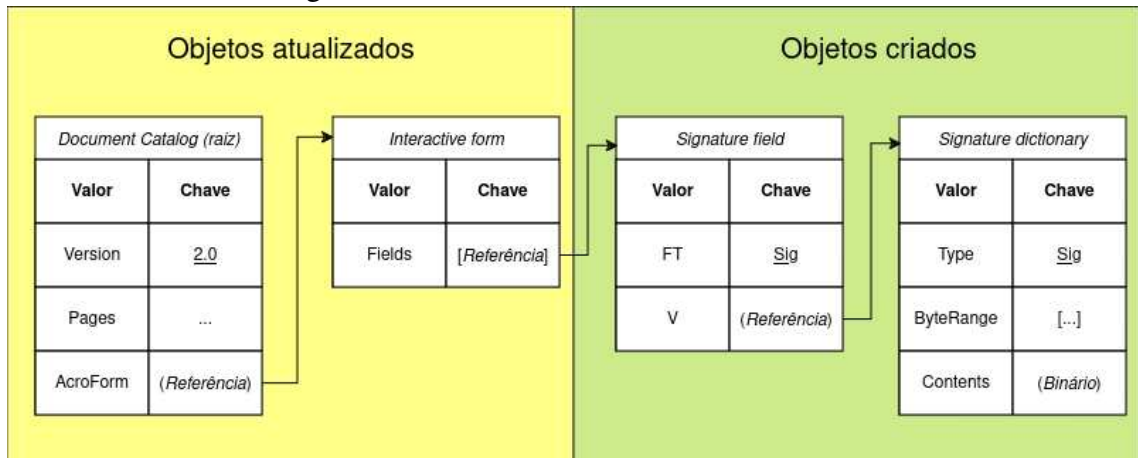 Objetos atualizados
Objetos criados
Document Catalog (raiz)
Valor Chave
Version 2.0
Pages ...
AcroForm (Referência)
Interactive form
Valor Chave
Fields [Referência]
Signature field
Valor Chave
FT Sig
V (Referência)
Signature dictionary
Valor Chave
Type Sig
ByteRange [...]
Contents (Binário)